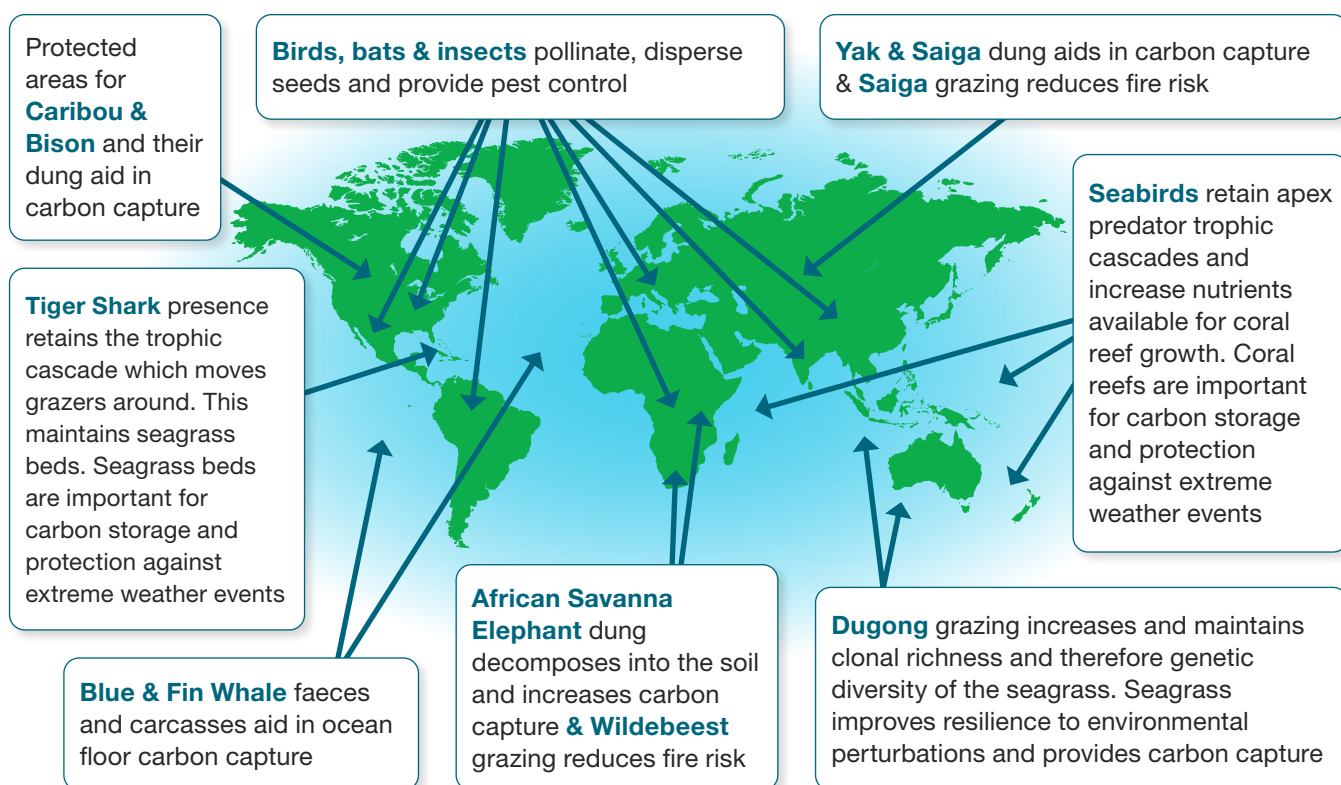 Protected
areas for
Caribou &
Bison and their
dung aid in
carbon capture
Birds, bats & insects pollinate, disperse
seeds and provide pest control
Yak & Saiga dung aids in carbon capture
& Saiga grazing reduces fire risk
Seabirds retain apex
predator trophic
cascades and
increase nutrients
available for coral
reef growth. Coral
reefs are important
for carbon storage
and protection
against extreme
weather events
Tiger Shark presence
retains the trophic
cascade which moves
grazers around. This
maintains seagrass
beds. Seagrass beds
are important for
carbon storage and
protection against
extreme weather events
Blue & Fin Whale faeces
and carcasses aid in ocean
floor carbon capture
African Savanna
Elephant dung
decomposes into the soil
and increases carbon
capture & Wildebeest
grazing reduces fire risk
Dugong grazing increases and maintains
clonal richness and therefore genetic
diversity of the seagrass. Seagrass
improves resilience to environmental
perturbations and provides carbon capture